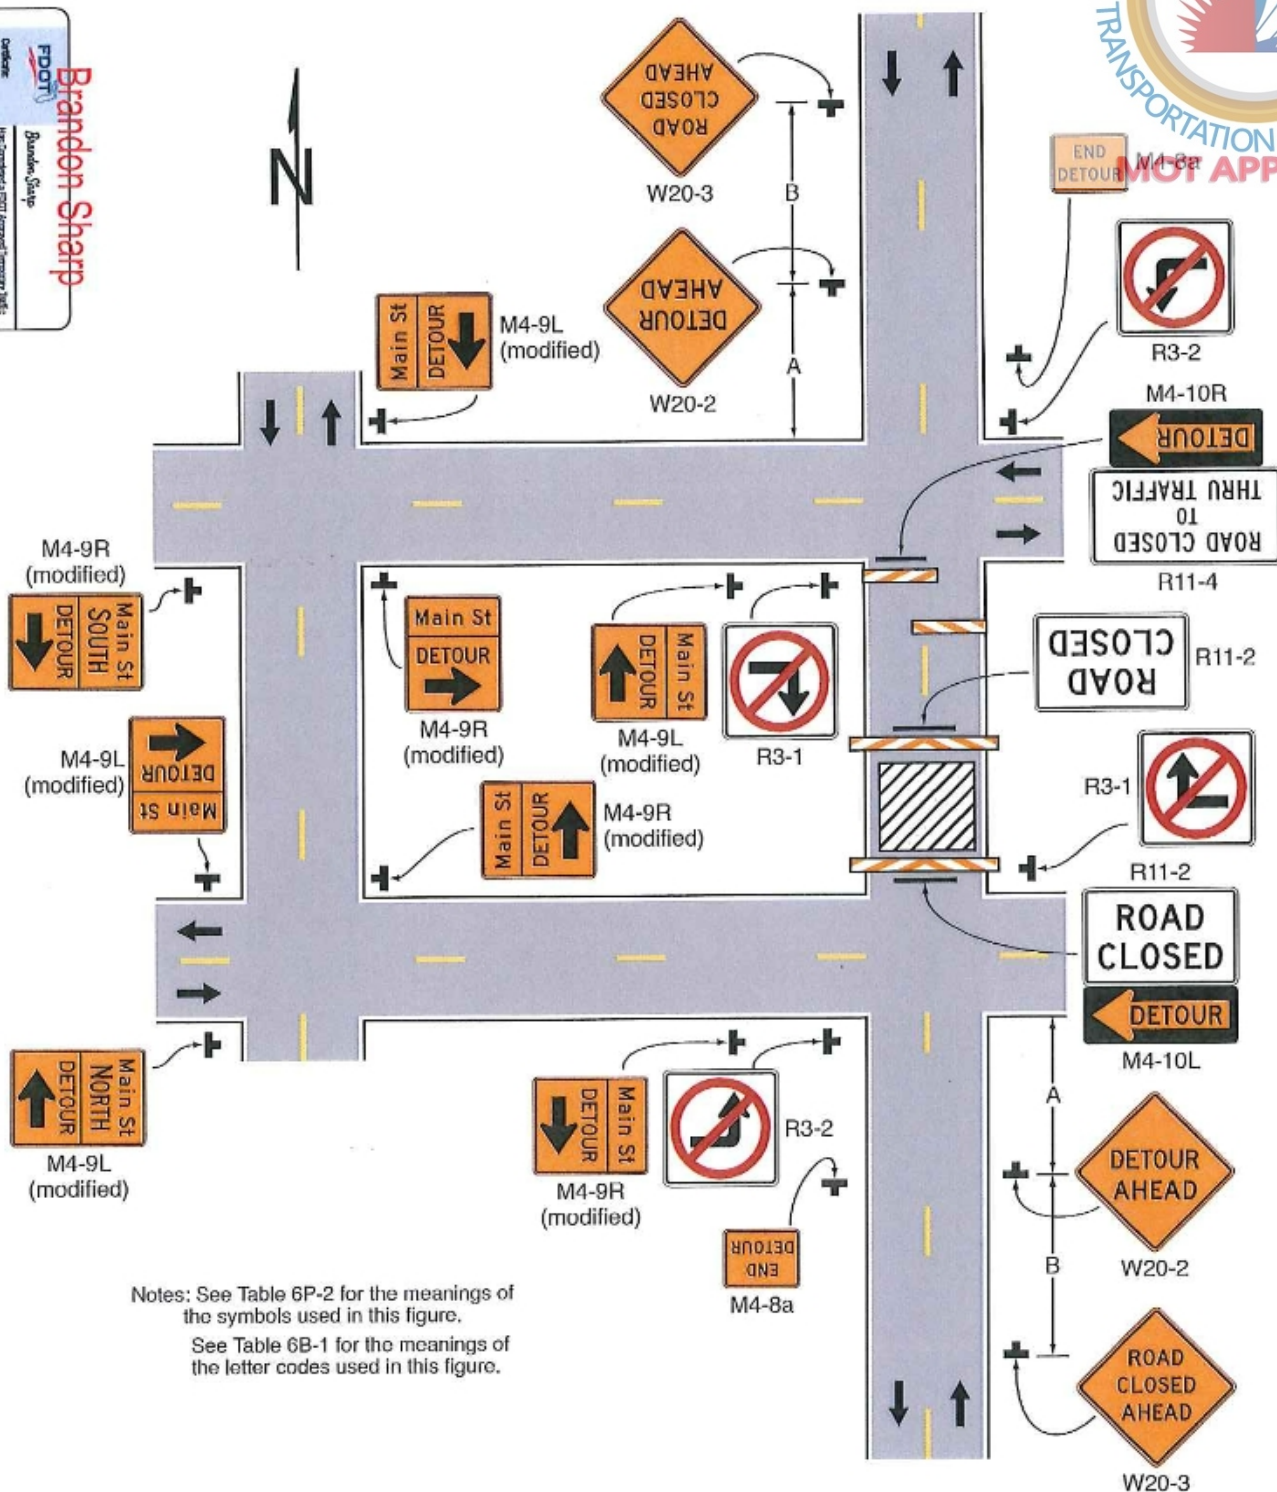 TRANSPORTATION
MOT APP
Brandon Sharp
FDOT
Brandon Sharp
Certificate
N
ROAD
CLOSED
AHEAD
W20-3
B
DETOUR
AHEAD
W20-2
A
END
DETOUR
M4-8a
R3-2
M4-10R
DETOUR
ROAD CLOSED
TO
THRU TRAFFIC
R11-4
Main St
DETOUR
M4-9L
(modified)
M4-9R
(modified)
Main St
SOUTH
DETOUR
Main St
DETOUR
M4-9R
(modified)
Main St
DETOUR
M4-9L
(modified)
R3-1
ROAD
CLOSED
R11-2
M4-9L
(modified)
Main St
DETOUR
Main St
DETOUR
M4-9R
(modified)
R3-1
R11-2
ROAD
CLOSED
DETOUR
M4-10L
Main St
NORTH
DETOUR
M4-9L
(modified)
Main St
DETOUR
M4-9R
(modified)
R3-2
END
DETOUR
M4-8a
A
DETOUR
AHEAD
W20-2
B
ROAD
CLOSED
AHEAD
W20-3
Notes: See Table 6P-2 for the meanings of
the symbols used in this figure.
See Table 6B-1 for the meanings of
the letter codes used in this figure.